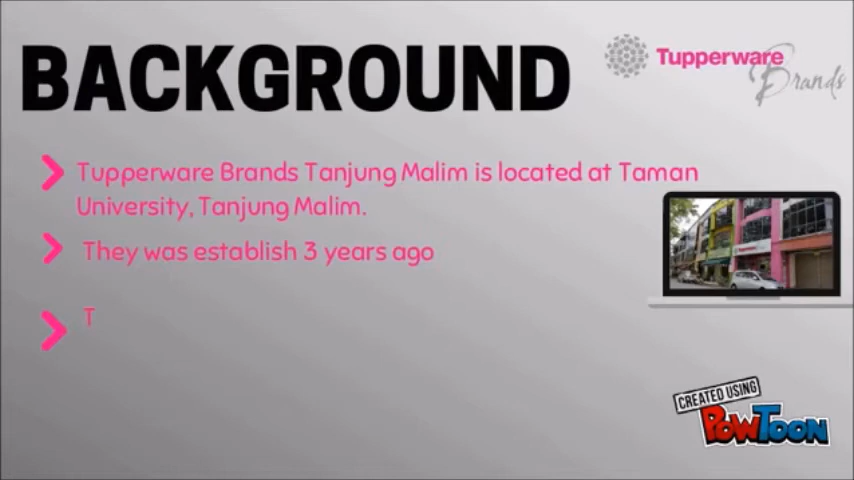 BACKGROUND
Tupperware
Brands
Tupperware Brands Tanjung Malim is located at Taman
University, Tanjung Malim.
They was establish 3 years ago
T
CREATED USING
POWTOON